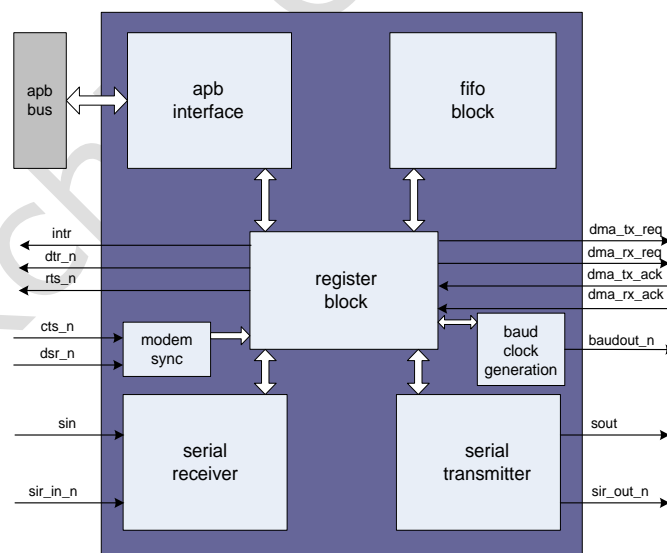 apb
bus
apb
interface
fifo
block
intr
dtr_n
rts_n
register
block
dma_tx_req
dma_rx_req
dma_tx_ack
dma_rx_ack
cts_n
dsr_n
modem
sync
baud
clock
generation
baudout_n
sin
sir_in_n
serial
receiver
serial
transmitter
sout
sir_out_n